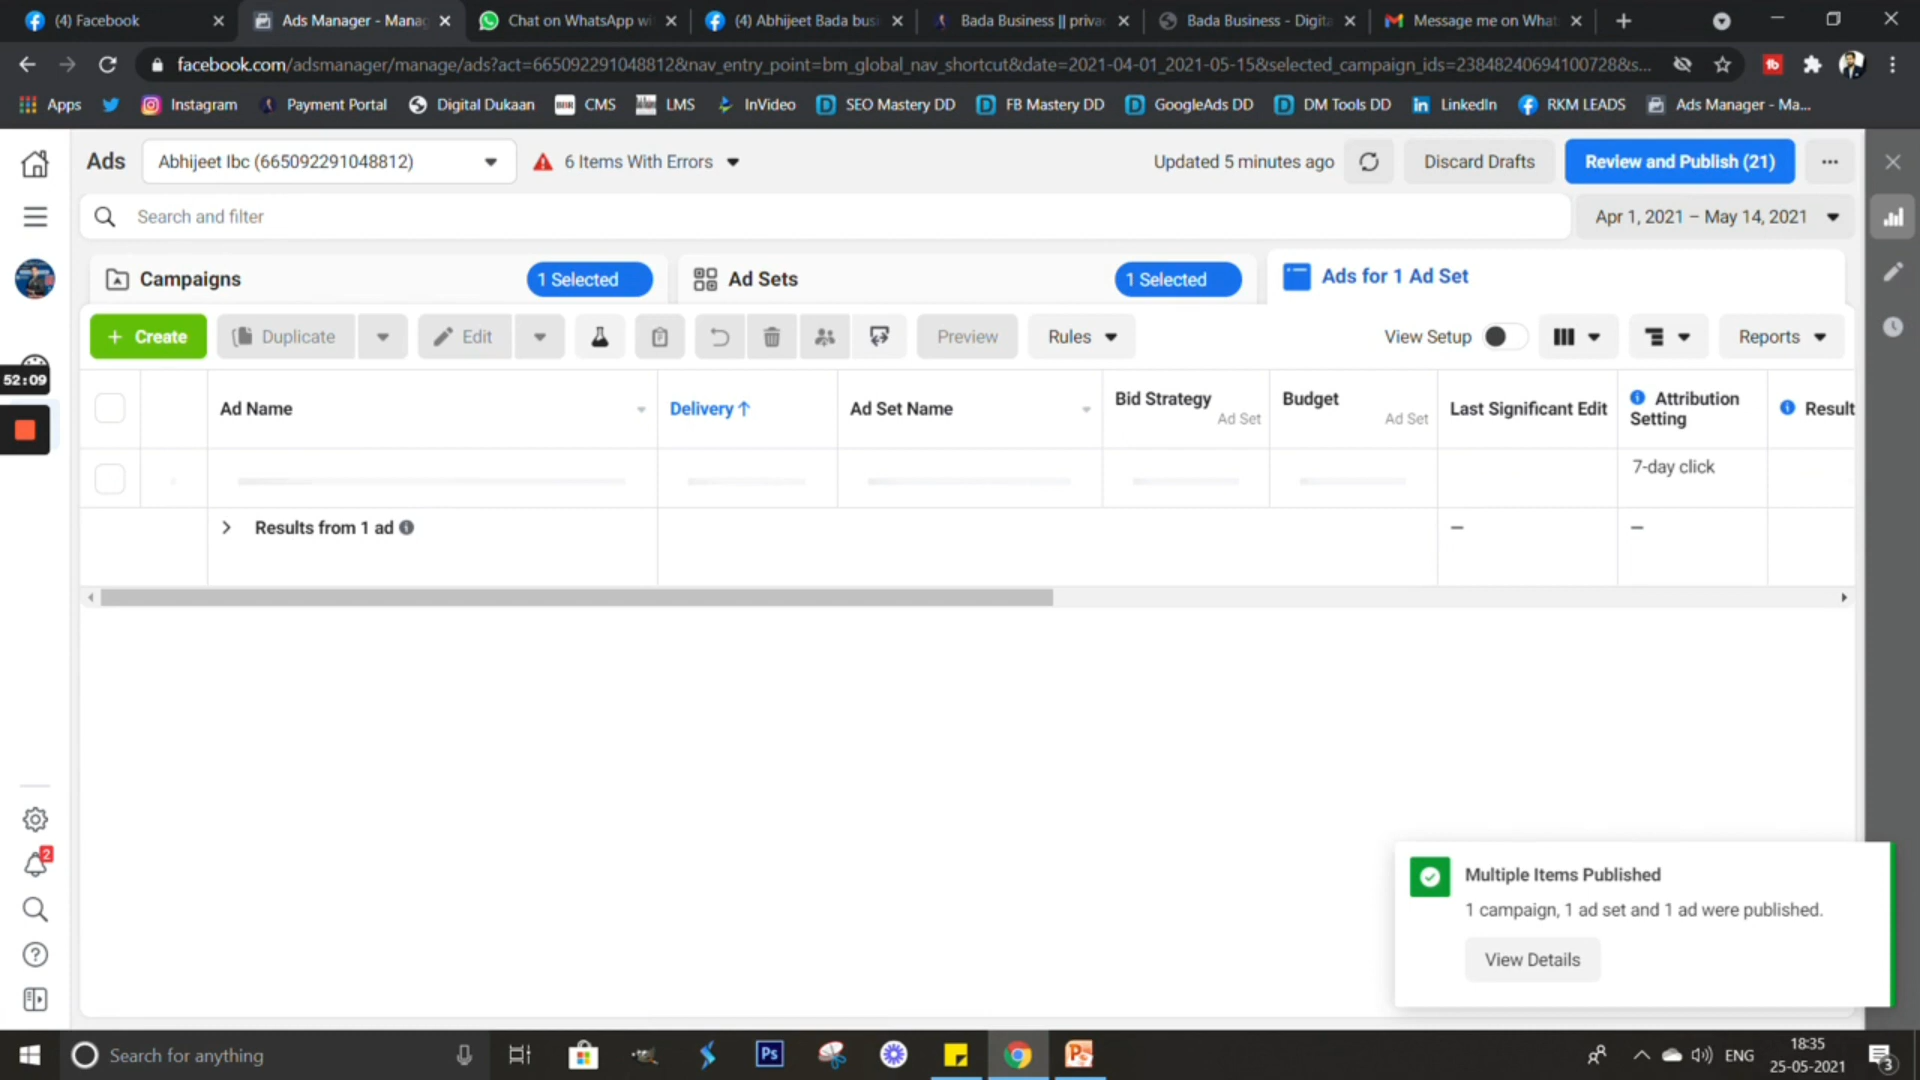 (4) Facebook
Ads Manager - Manag
Chat on WhatsApp wi
(4) Abhijeet Bada busi
Bada Business || priva
Bada Business - Digita
Message me on What
facebook.com/adsmanager/manage/ads?act=665092291048812&nav_entry_point=bm_global_nav_shortcut&date=2021-04-01_2021-05-15&selected_campaign_ids=23848240694100728&s...
Apps
Instagram
Payment Portal
Digital Dukaan
CMS
LMS
InVideo
SEO Mastery DD
FB Mastery DD
GoogleAds DD
DM Tools DD
LinkedIn
RKM LEADS
Ads Manager - Ma...
Ads
Abhijeet Ibc (665092291048812)
6 Items With Errors
Updated 5 minutes ago
Discard Drafts
Review and Publish (21)
Search and filter
Apr 1, 2021 – May 14, 2021
Campaigns
1 Selected
Ad Sets
1 Selected
Ads for 1 Ad Set
+ Create
Duplicate
Edit
Preview
Rules
View Setup
Reports
52:09
Ad Name
Delivery ↑
Ad Set Name
Bid Strategy
Ad Set
Budget
Ad Set
Last Significant Edit
Attribution
Setting
Result
7-day click
Results from 1 ad
—
—
2
Multiple Items Published
1 campaign, 1 ad set and 1 ad were published.
View Details
Search for anything
Ps
ENG
18:35
25-05-2021
3